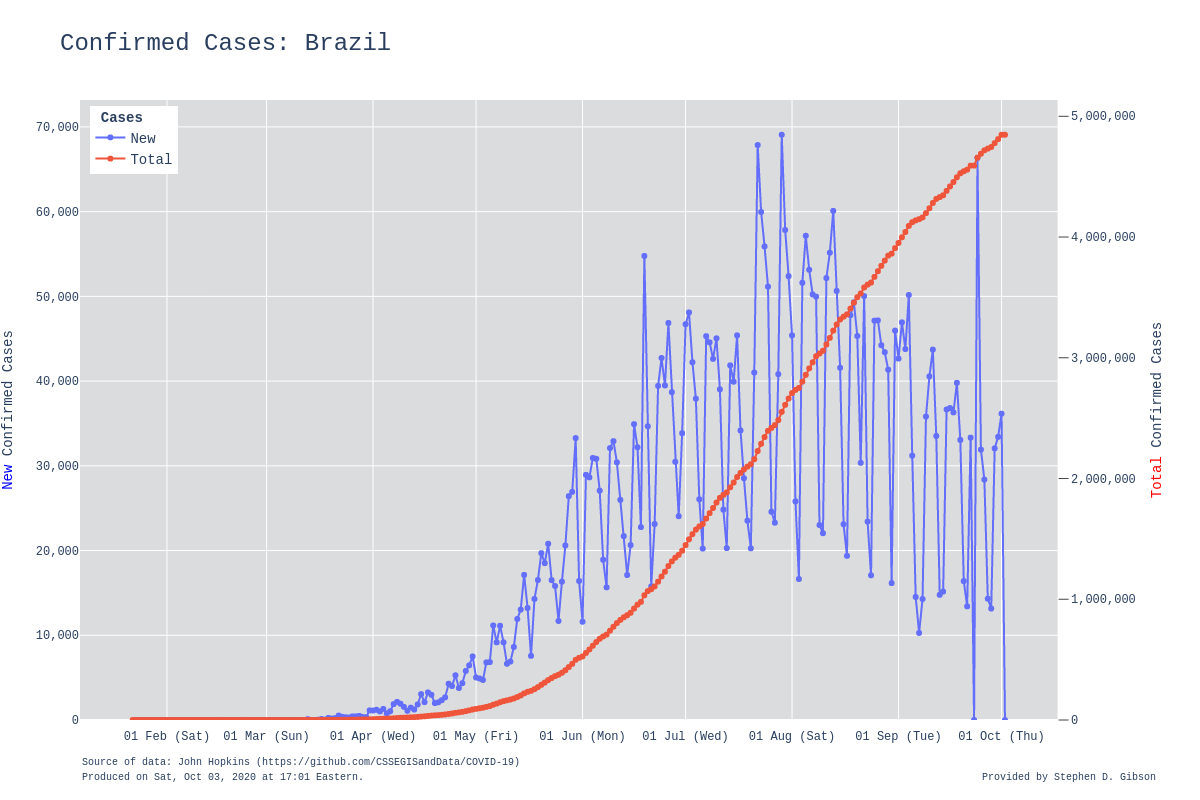 Confirmed Cases: Brazil
Cases
New
Total
70,000
60,000
50,000
40,000
30,000
20,000
10,000
0
5,000,000
4,000,000
3,000,000
2,000,000
1,000,000
0
New Confirmed Cases
Total Confirmed Cases
01 Feb (Sat) 01 Mar (Sun) 01 Apr (Wed) 01 May (Fri) 01 Jun (Mon) 01 Jul (Wed) 01 Aug (Sat) 01 Sep (Tue) 01 Oct (Thu)
Source of data: John Hopkins (https://github.com/CSSEGISandData/COVID-19)
Produced on Sat, Oct 03, 2020 at 17:01 Eastern.
Provided by Stephen D. Gibson